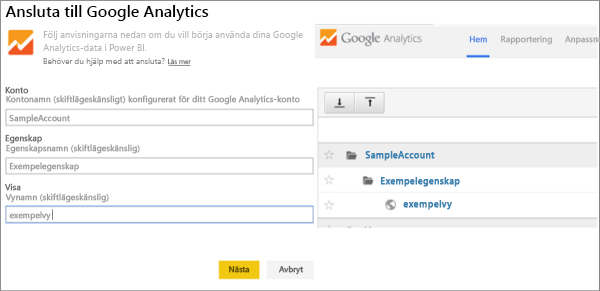 Ansluta till Google Analytics
Följ anvisningarna nedan om du vill börja använda dina Google
Analytics-data i Power BI.
Behöver du hjälp med att ansluta? Läs mer
Konto
Kontonamn (skiftlägeskänsligt) konfigurerat för ditt Google Analytics-konto
SampleAccount
Egenskap
Egenskapsnamn (skiftlägeskänslig)
Exempelegenskap
Visa
Vynamn (skiftlägeskänslig)
exempelvy
Nästa Avbryt
Google Analytics Hem Rapportering Anpassn
SampleAccount
Exempelegenskap
exempelvy